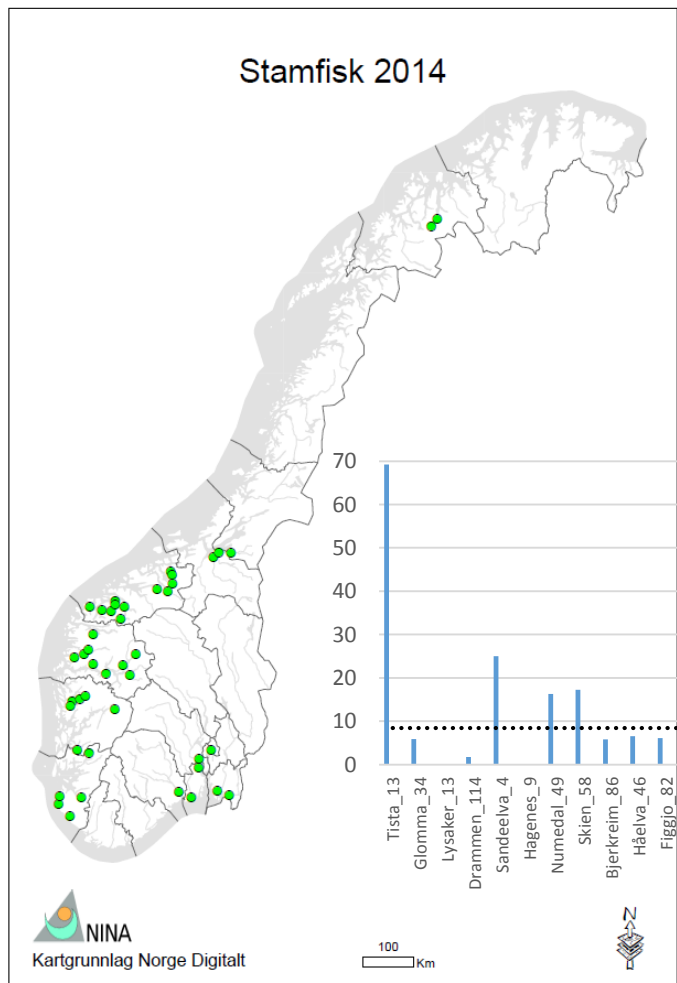 Stamfisk 2014
70
60
50
40
30
20
10
0
Tista_13
Glomma_34
Lysaker_13
Drammen_114
Sandeelva_4
Hagenes_9
Numedal_49
Skien_58
Bjerkreim_86
Håelva_46
Figgjo_82
NINA
Kartgrunnlag Norge Digitalt
100
Km
N